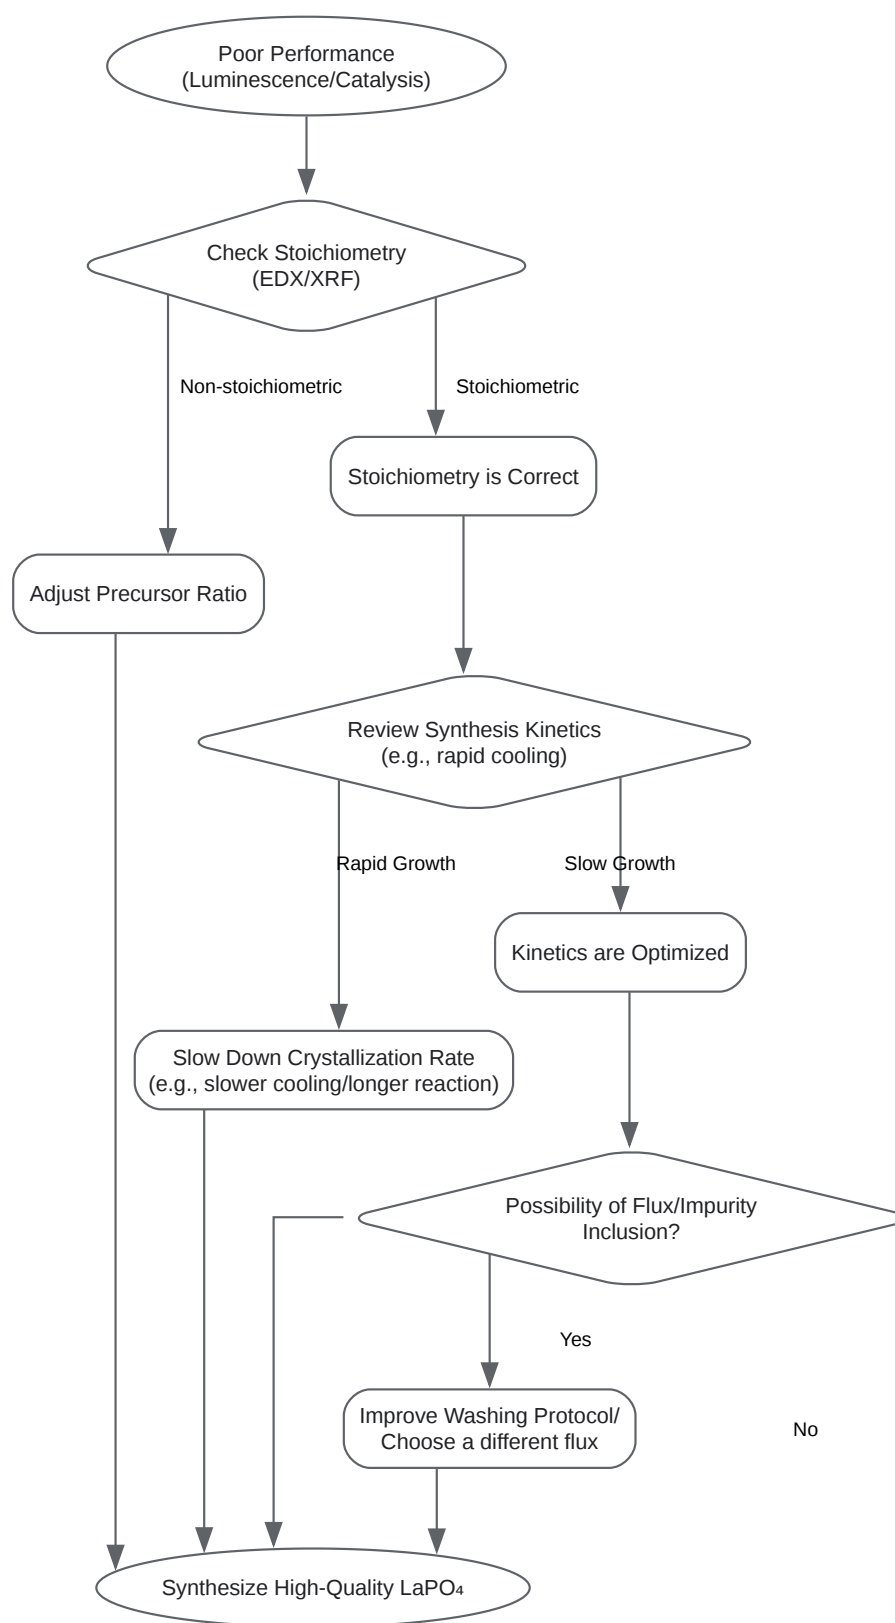 Poor Performance
(Luminescence/Catalysis)
Check Stoichiometry
(EDX/XRF)
Non-stoichiometric
Stoichiometric
Stoichiometry is Correct
Adjust Precursor Ratio
Review Synthesis Kinetics
(e.g., rapid cooling)
Rapid Growth
Slow Growth
Kinetics are Optimized
Slow Down Crystallization Rate
(e.g., slower cooling/longer reaction)
Possibility of Flux/Impurity
Inclusion?
Yes
Improve Washing Protocol/
Choose a different flux
No
Synthesize High-Quality LaPO₄